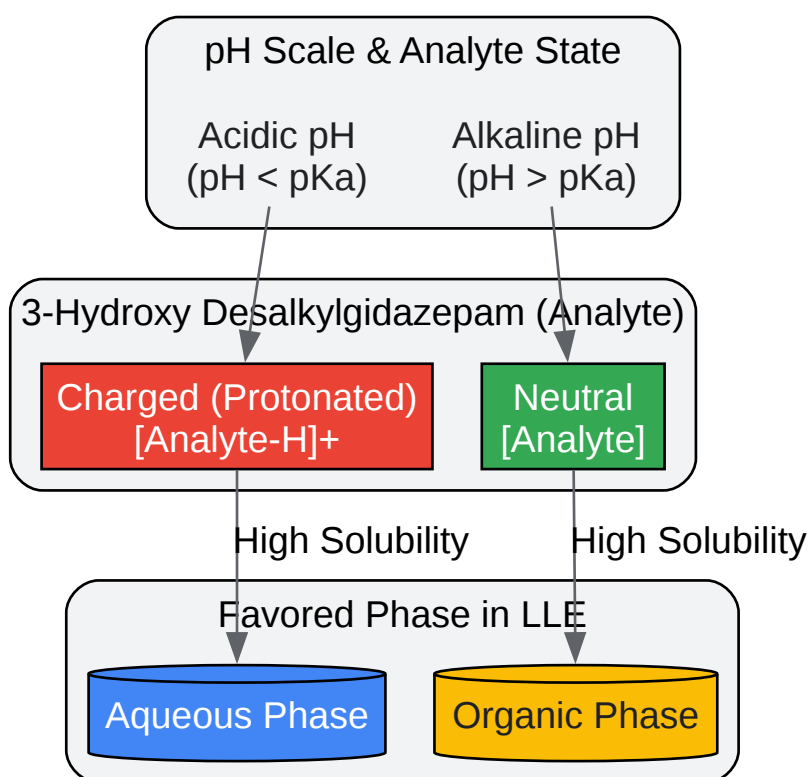 pH Scale & Analyte State
Acidic pH
(pH < pKa)
Alkaline pH
(pH > pKa)
3-Hydroxy Desalkylgidazepam (Analyte)
Charged (Protonated)
[Analyte-H]+
Neutral
[Analyte]
High Solubility
High Solubility
Favored Phase in LLE
Aqueous Phase
Organic Phase